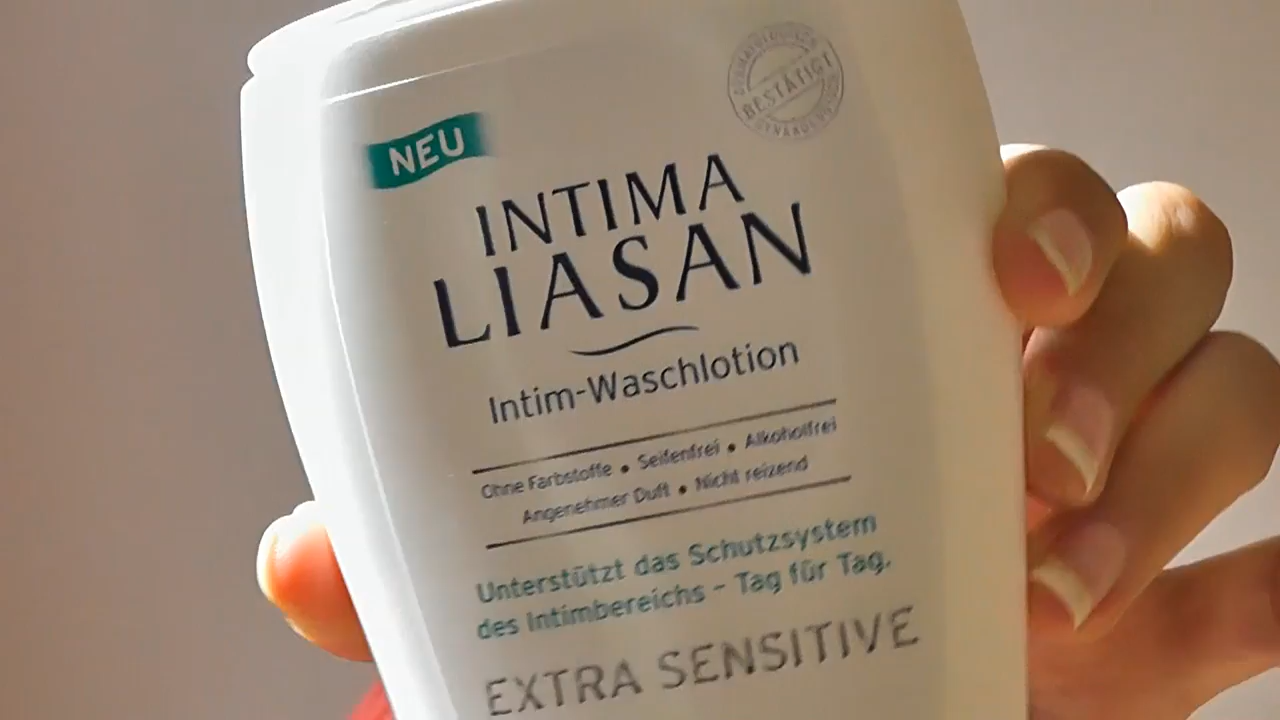 NEU
BESTÄTIGT
INTIMA
LIASAN
Intim-Waschlotion
Ohne Farbstoffe • Seifenfrei • Alkoholfrei
Angenehmer Duft • Nicht reizend
Unterstützt das Schutzsystem
des Intimbereichs – Tag für Tag.
EXTRA SENSITIVE